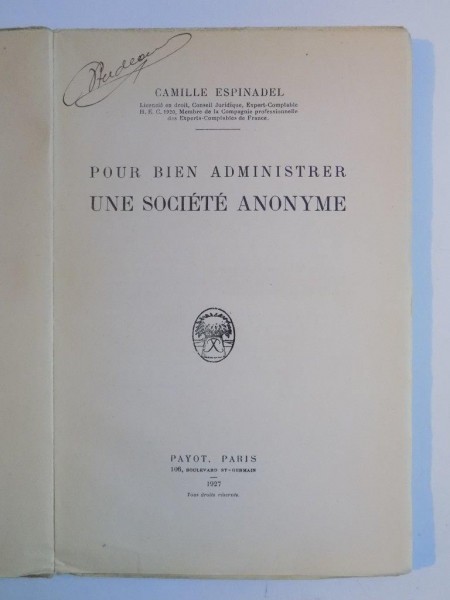 CAMILLE ESPINADEL
Licencié en droit, Conseil Juridique, Expert-Comptable
H. E. C. 1920, Membre de la Compagnie professionnelle
des Experts-Comptables de France.
POUR BIEN ADMINISTRER
UNE SOCIÉTÉ ANONYME
PAYOT, PARIS
106, BOULEVARD ST-GERMAIN
1927
Tous droits réservés